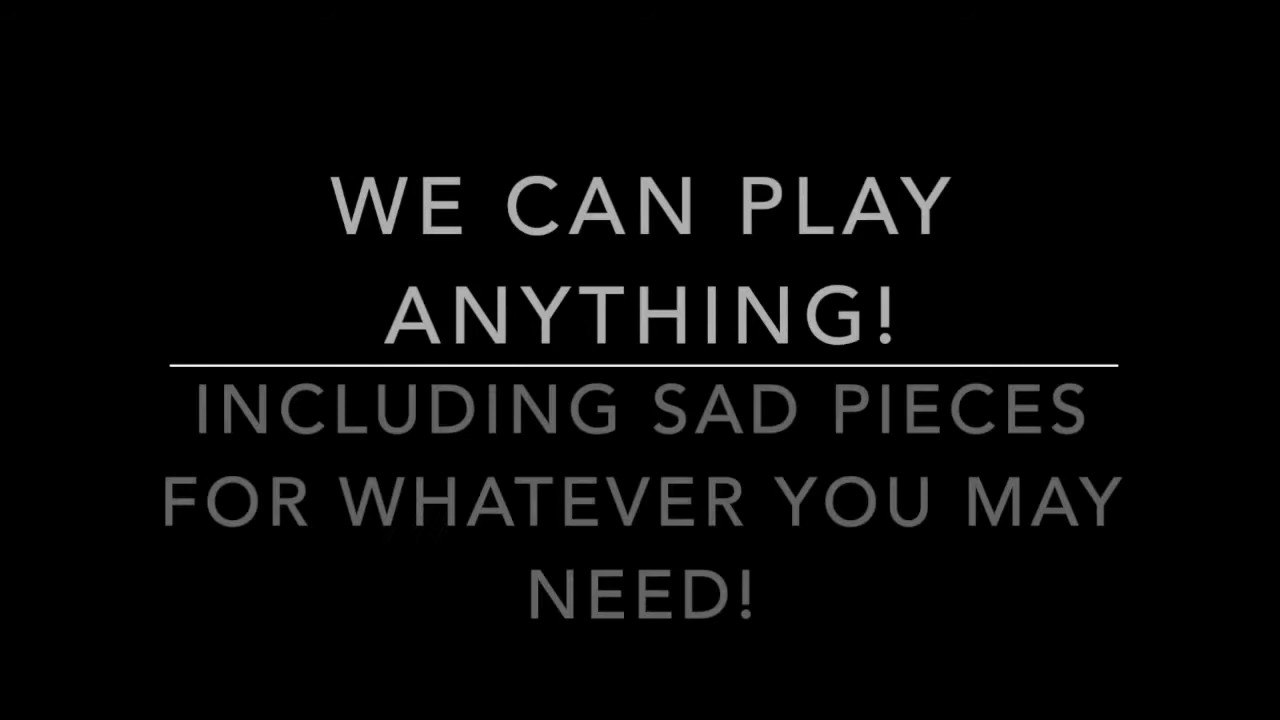 WE CAN PLAY
ANYTHING!
INCLUDING SAD PIECES
FOR WHATEVER YOU MAY
NEED!